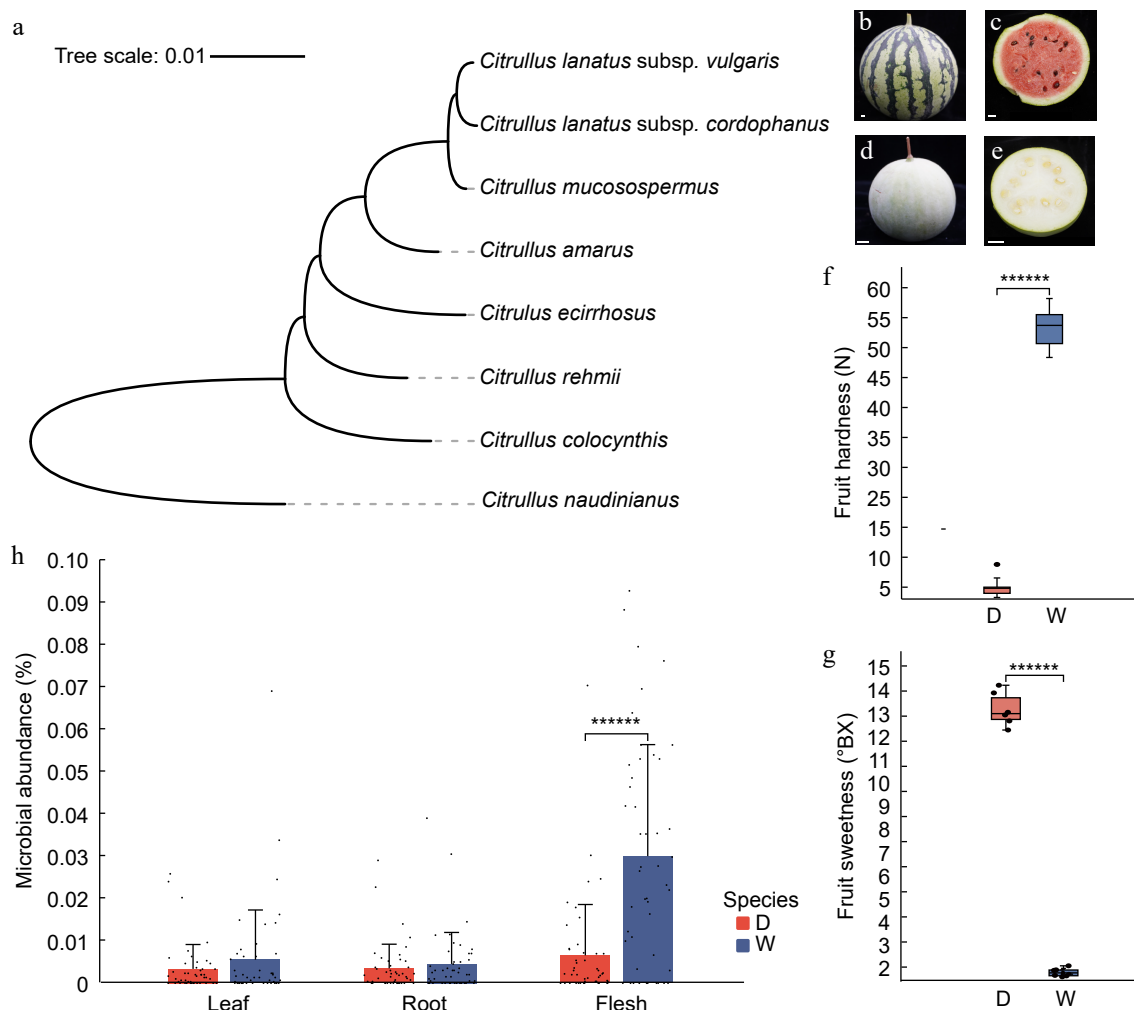 a
Tree scale: 0.01
Citrullus lanatus subsp. vulgaris
Citrullus lanatus subsp. cordophanus
Citrullus mucosospermus
Citrullus amarus
Citrulus ecirrhosus
Citrullus rehmii
Citrullus colocynthis
Citrullus naudinianus
b
c
d
e
f
Fruit hardness (N)
60
55
50
45
40
35
30
25
15
10
5
******
D
W
g
Fruit sweetness (°BX)
15
14
13
12
11
10
9
8
7
6
5
4
3
2
2
******
D
W
h
Microbial abundance (%)
0.10
0.09
0.08
0.07
0.06
0.05
0.04
0.03
0.02
0.01
0
******
Leaf
Root
Flesh
Species
D
W